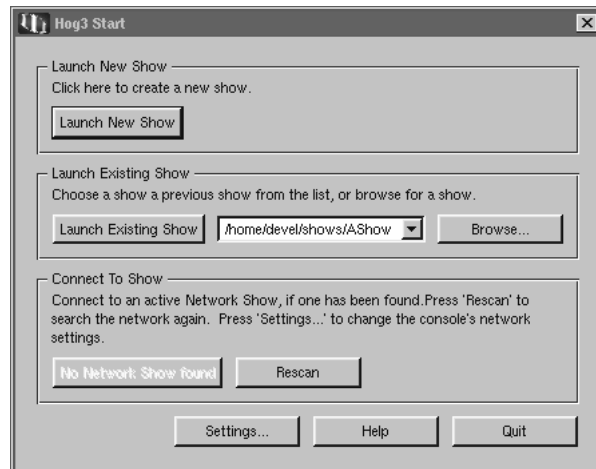 Hog3 Start
Launch New Show
Click here to create a new show.
Launch New Show
Launch Existing Show
Choose a show a previous show from the list, or browse for a show.
Launch Existing Show /home/devel/shows/AShow Browse...
Connect To Show
Connect to an active Network Show, if one has been found.Press 'Rescan' to
search the network again. Press 'Settings...' to change the console's network
settings.
No Network Show found Rescan
Settings... Help Quit